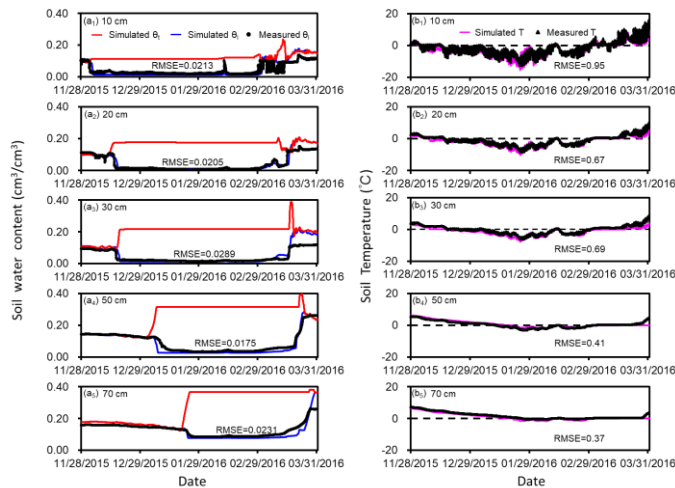 (a₁) 10 cm
Simulated θt Simulated θl Measured θl
RMSE=0.0213
0.40
0.20
0.00
11/28/2015 12/29/2015 01/29/2016 02/29/2016 03/31/2016
(a₂) 20 cm
RMSE=0.0205
0.40
0.20
0.00
11/28/2015 12/29/2015 01/29/2016 02/29/2016 03/31/2016
(a₃) 30 cm
RMSE=0.0289
0.40
0.20
0.00
11/28/2015 12/29/2015 01/29/2016 02/29/2016 03/31/2016
(a₄) 50 cm
RMSE=0.0175
0.40
0.20
0.00
11/28/2015 12/29/2015 01/29/2016 02/29/2016 03/31/2016
(a₅) 70 cm
RMSE=0.0231
0.40
0.20
0.00
11/28/2015 12/29/2015 01/29/2016 02/29/2016 03/31/2016
Date
Soil water content (cm³/cm³)
(b₁) 10 cm
Simulated T Measured T
RMSE=0.95
20
0
-20
11/28/2015 12/29/2015 01/29/2016 02/29/2016 03/31/2016
(b₂) 20 cm
RMSE=0.67
20
0
-20
11/28/2015 12/29/2015 01/29/2016 02/29/2016 03/31/2016
(b₃) 30 cm
RMSE=0.69
20
0
-20
11/28/2015 12/29/2015 01/29/2016 02/29/2016 03/31/2016
(b₄) 50 cm
RMSE=0.41
20
0
-20
11/28/2015 12/29/2015 01/29/2016 02/29/2016 03/31/2016
(b₅) 70 cm
RMSE=0.37
20
0
-20
11/28/2015 12/29/2015 01/29/2016 02/29/2016 03/31/2016
Date
Soil Temperature (°C)